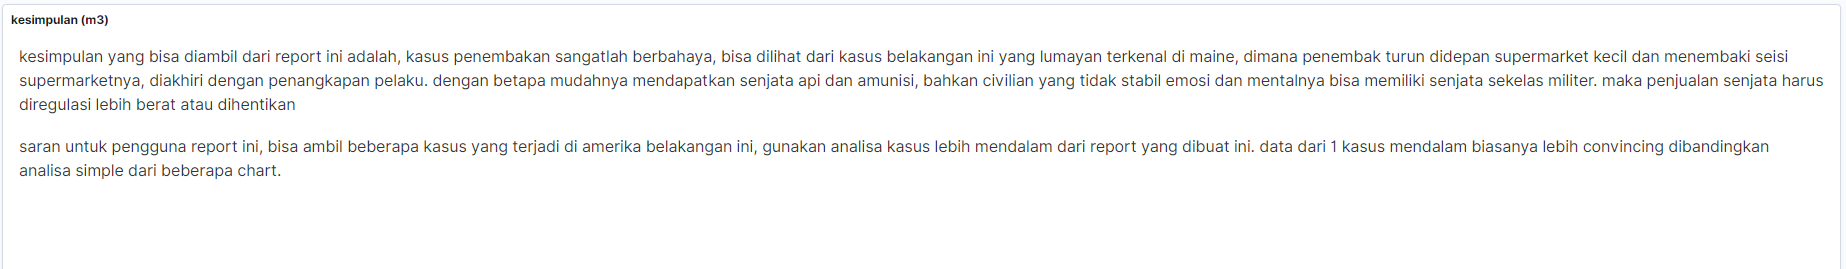 kesimpulan (m3)
kesimpulan yang bisa diambil dari report ini adalah, kasus penembakan sangatlah berbahaya, bisa dilihat dari kasus belakangan ini yang lumayan terkenal di maine, dimana penembak turun didepan supermarket kecil dan menembaki seisi
supermarketnya, diakhiri dengan penangkapan pelaku. dengan betapa mudahnya mendapatkan senjata api dan amunisi, bahkan civilian yang tidak stabil emosi dan mentalnya bisa memiliki senjata sekelas militer. maka penjualan senjata harus
diregulasi lebih berat atau dihentikan
saran untuk pengguna report ini, bisa ambil beberapa kasus yang terjadi di amerika belakangan ini, gunakan analisa kasus lebih mendalam dari report yang dibuat ini. data dari 1 kasus mendalam biasanya lebih convincing dibandingkan
analisa simple dari beberapa chart.